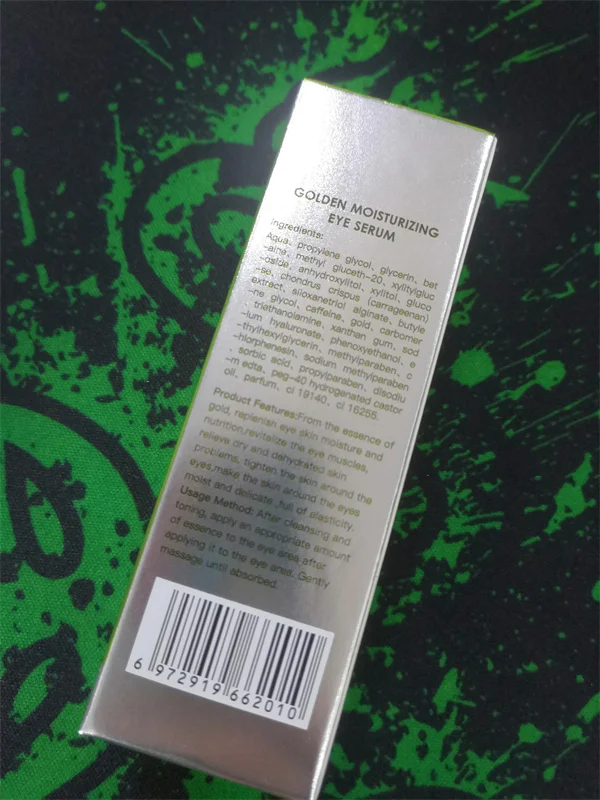 GOLDEN MOISTURIZING
EYE SERUM
Ingredients:
Aqua、propylene glycol、glycerin、bet
-aine、methyl gluceth-20、xylitylgluc
-oside、anhydroxylitol、xylitol、gluco
-se、chondrus crispus (carrageenan)
extract、siloxanetriol alginate、butyle
-ne glycol、caffeine、gold、carbomer
、triethanolamine、xanthan gum、sod
-ium hyaluronate、phenoxyethanol、e
-thylhexylglycerin、methylparaben、c
-hlorphenesin、sodium methylparaben
、sorbic acid、propylparaben、disodiu
-m edta、peg-40 hydrogenated castor
oil、parfum、cl 19140、cl 16255.
Product Features:From the essence of
gold, replenish eye skin moisture and
nutrition,revitalize the eye muscles,
relieve dry and dehydrated skin
problems, tighten the skin around the
eyes,make the skin around the eyes
moist and delicate ,full of elasticity.
Usage Method: After cleansing and
toning, apply an appropriate amount
of essence to the eye area after
applying it to the eye area. Gently
massage until absorbed.
6 972919 662010